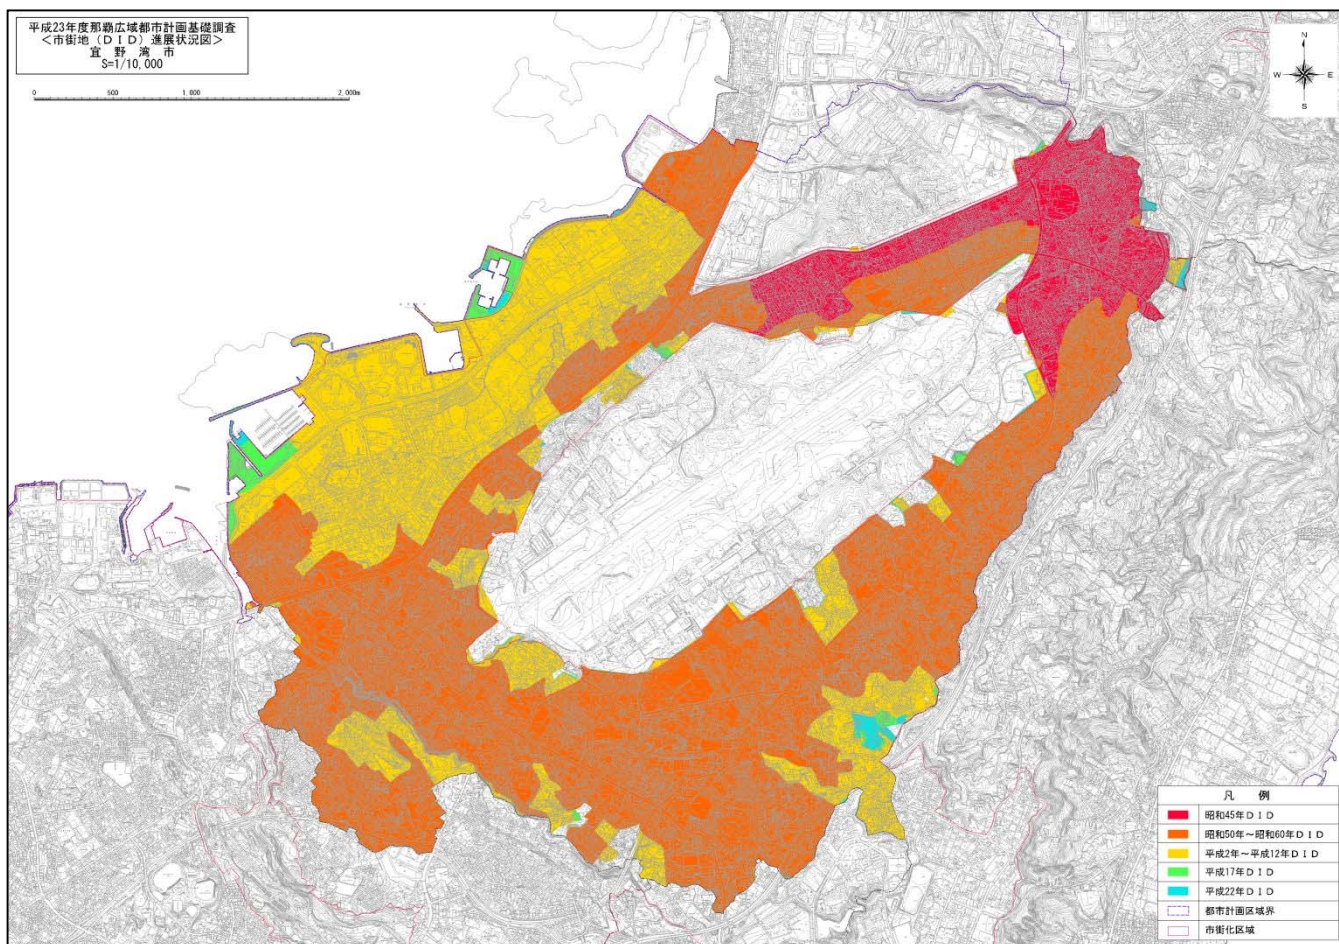 平成23年度那覇広域都市計画基礎調査
＜市街地（DID）進展状況図＞
宜野湾市
S=1/10,000
0 500 1,000 2,000m
N
W E
S
凡例
昭和45年DID
昭和50年～昭和60年DID
平成2年～平成12年DID
平成17年DID
平成22年DID
都市計画区域界
市街化区域